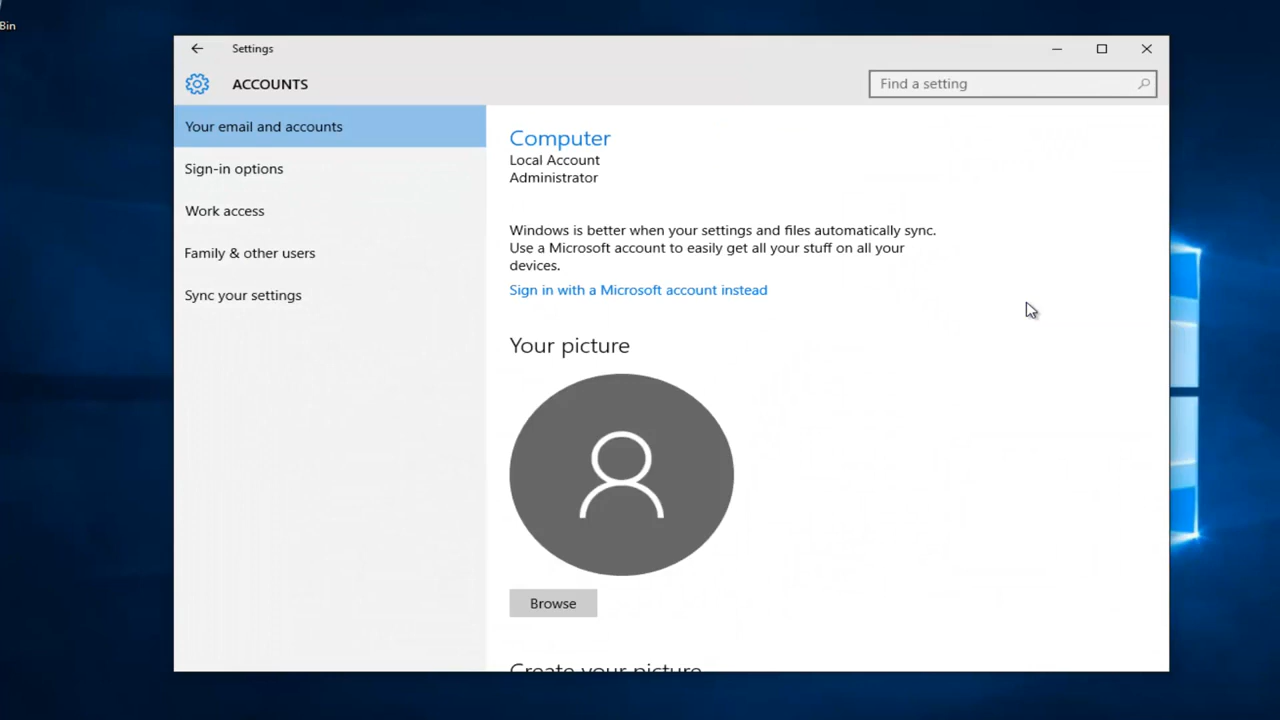 Bin
Settings
ACCOUNTS
Find a setting
Your email and accounts
Sign-in options
Work access
Family & other users
Sync your settings
Computer
Local Account
Administrator
Windows is better when your settings and files automatically sync.
Use a Microsoft account to easily get all your stuff on all your
devices.
Sign in with a Microsoft account instead
Your picture
Browse
Create your picture